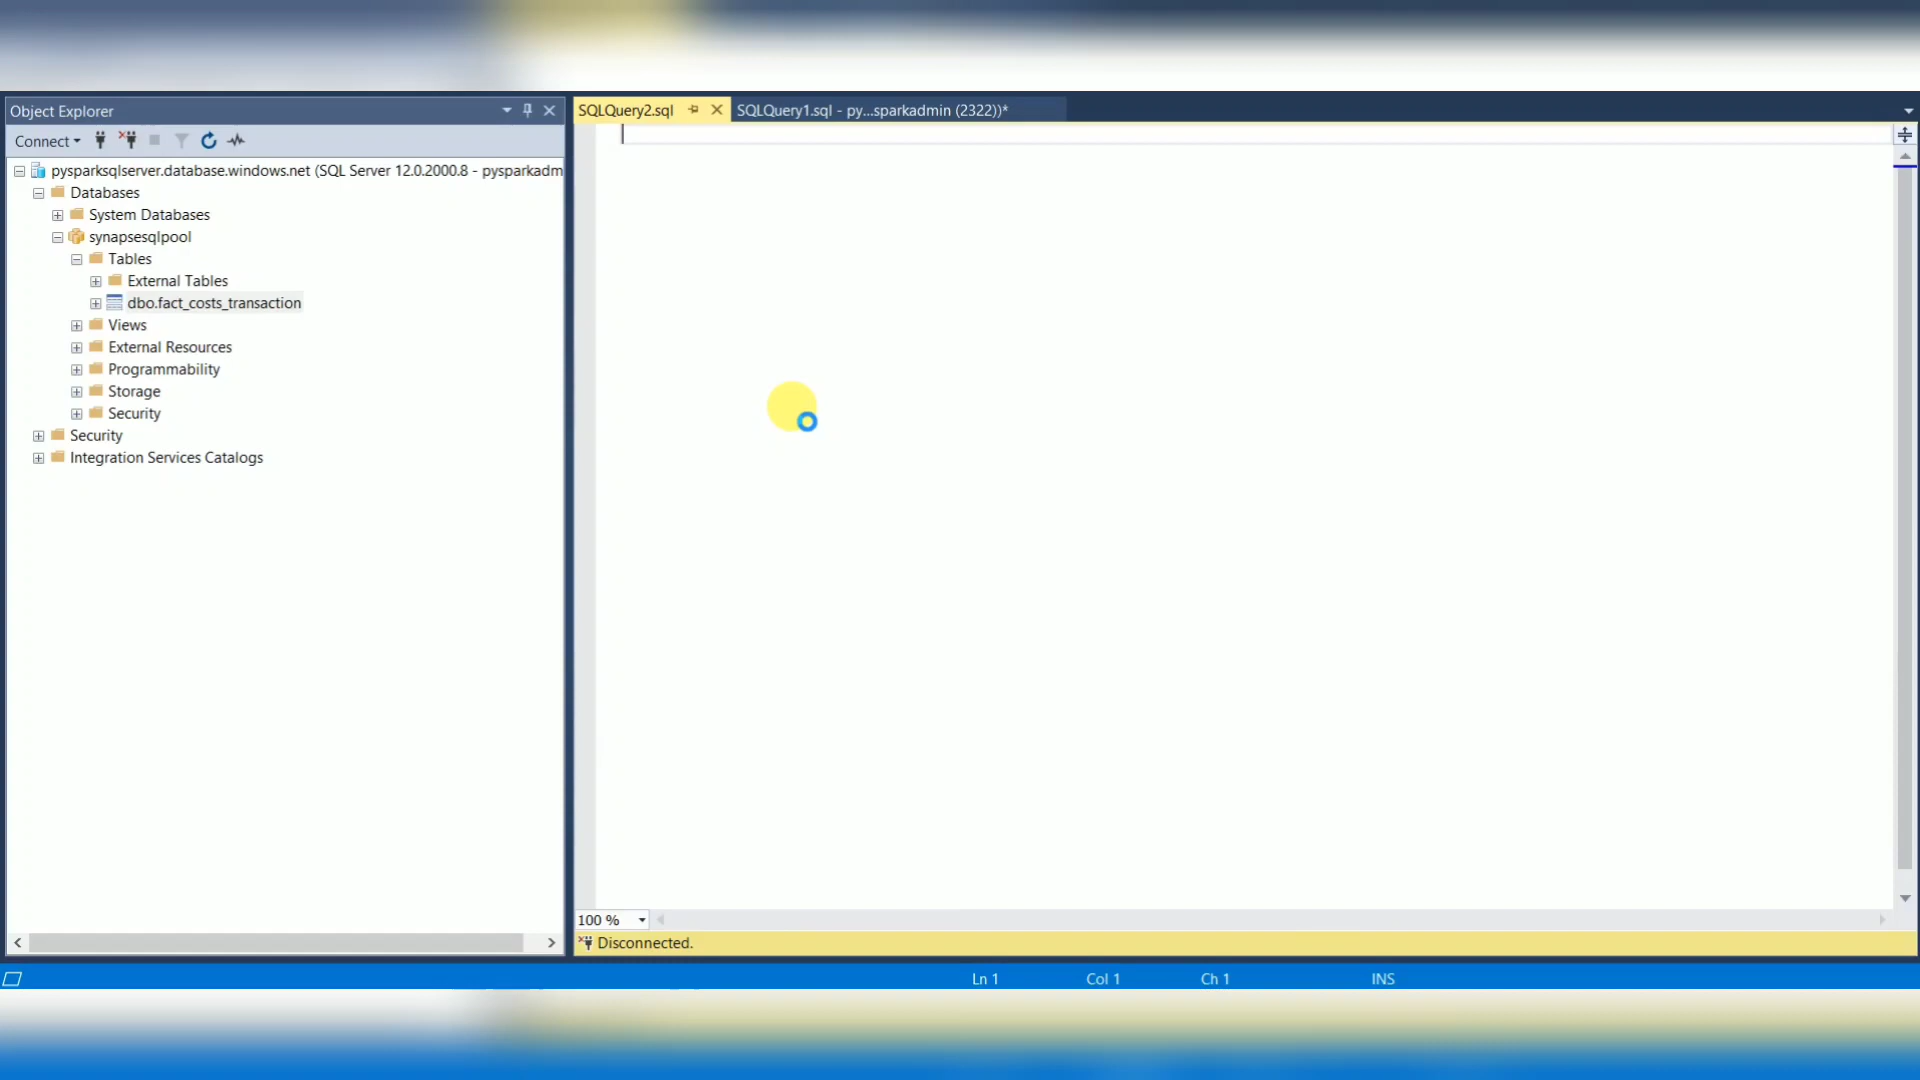 Object Explorer
Connect
pysparksqlserver.database.windows.net (SQL Server 12.0.2000.8 - pysparkadm
Databases
System Databases
synapsesqlpool
Tables
External Tables
dbo.fact_costs_transaction
Views
External Resources
Programmability
Storage
Security
Security
Integration Services Catalogs
SQLQuery2.sql
SQLQuery1.sql - py...sparkadmin (2322))*
100 %
Disconnected.
Ln 1
Col 1
Ch 1
INS